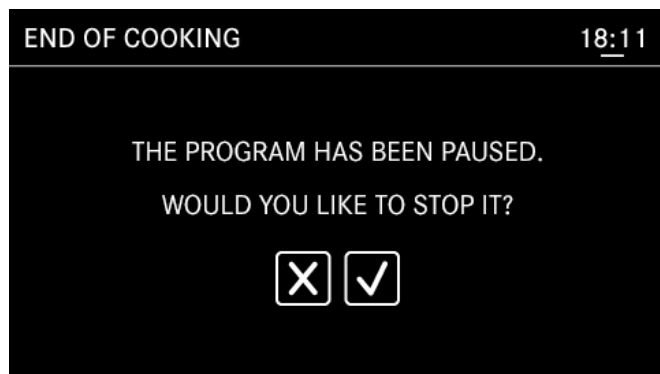 END OF COOKING 18:11
THE PROGRAM HAS BEEN PAUSED.
WOULD YOU LIKE TO STOP IT?